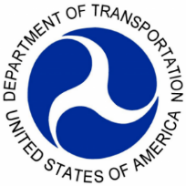 DEPARTMENT OF TRANSPORTATION
UNITED STATES OF AMERICA